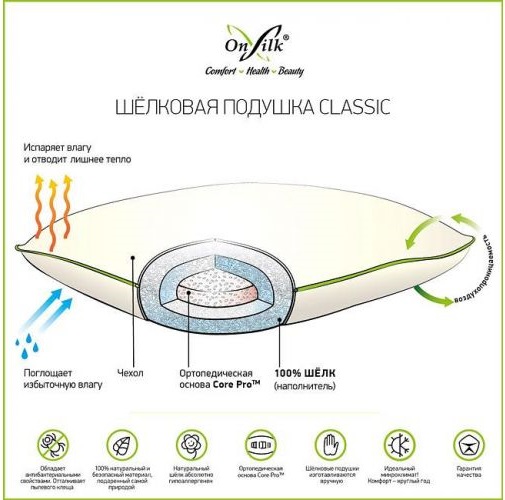 OnSilk®
Comfort - Health - Beauty
ШЁЛКОВАЯ ПОДУШКА CLASSIC
Испаряет влагу
и отводит лишнее тепло
воздухопроницаемость
Поглощает
избыточную влагу
Чехол
Ортопедическая
основа Core Pro™
100% ШЁЛК
(наполнитель)
Обладает
антибактериальными
свойствами. Отталкивает
пылевого клеща
100% натуральный и
безопасный материал,
подаренный самой
природой
Натуральный
шёлк абсолютно
гипоаллергенен
Ортопедическая
основа Core Pro™
Шёлковые подушки
изготавливаются
вручную
Идеальный
микроклимат!
Комфорт – круглый год
Гарантия
качества